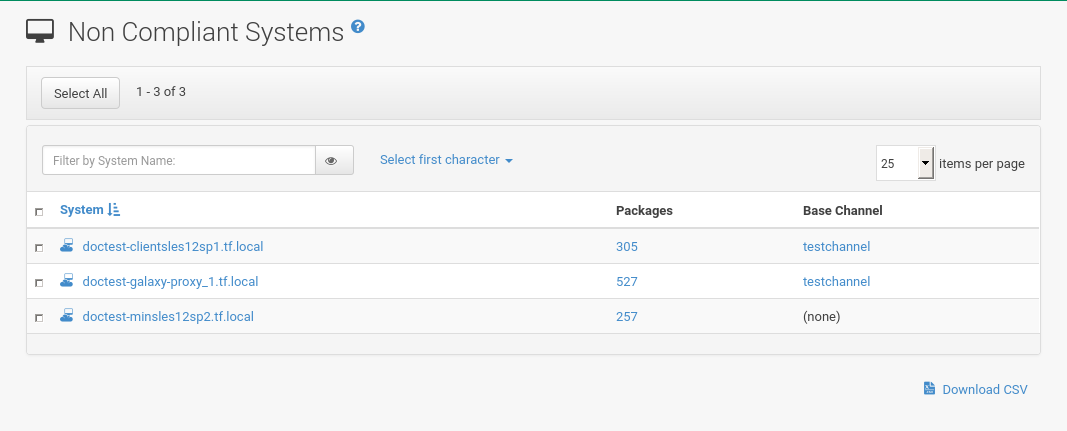 Non Compliant Systems ?
Select All 1 - 3 of 3
Filter by System Name: Select first character 25 items per page
System Packages Base Channel
doctest-clientsles12sp1.tf.local 305 testchannel
doctest-galaxy-proxy_1.tf.local 527 testchannel
doctest-minsles12sp2.tf.local 257 (none)
Download CSV